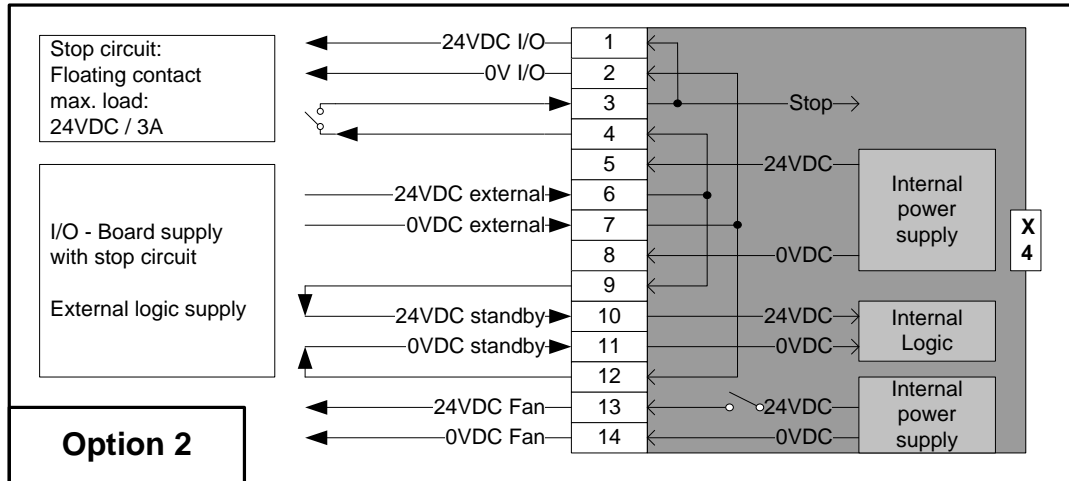 Stop circuit:
Floating contact
max. load:
24VDC / 3A
I/O - Board supply
with stop circuit
External logic supply
Option 2
24VDC I/O
0V I/O
24VDC external
0VDC external
24VDC standby
0VDC standby
24VDC Fan
0VDC Fan
1
2
3
4
5
6
7
8
9
10
11
12
13
14
Stop
24VDC
0VDC
24VDC
0VDC
24VDC
0VDC
Internal
power
supply
Internal
Logic
Internal
power
supply
X
4